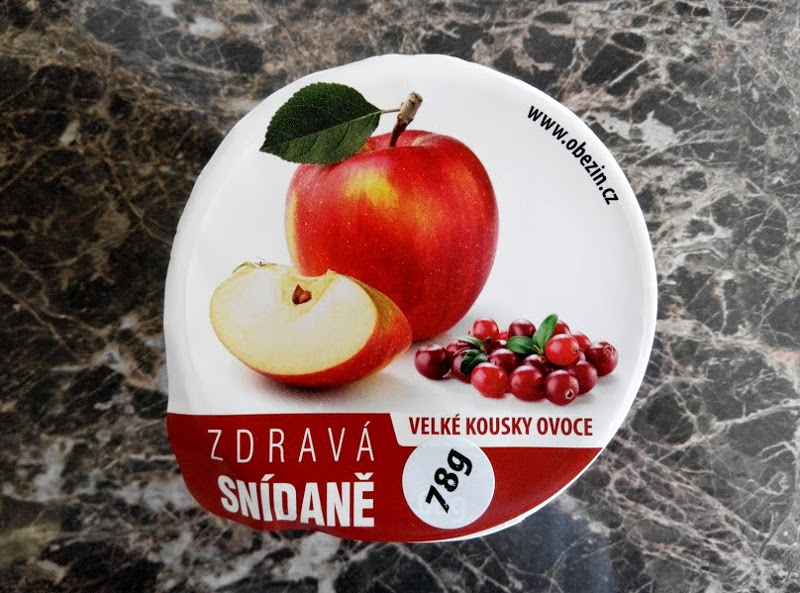 www.obezin.cz
VELKÉ KOUSKY OVOCE
ZDRAVÁ
SNÍDANĚ
78g